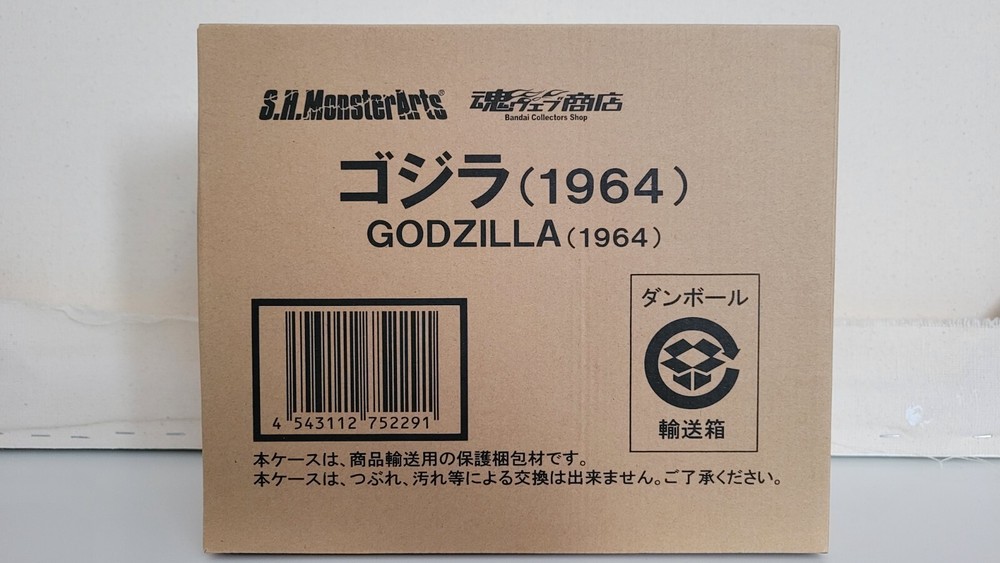 S.H.MonsterArts® 魂ウェブ商店
Bandai Collectors Shop
ゴジラ(1964)
GODZILLA(1964)
ダンボール
輸送箱
4 543112 752291
本ケースは、商品輸送用の保護梱包材です。
本ケースは、つぶれ、汚れ等による交換は出来ません。ご了承ください。